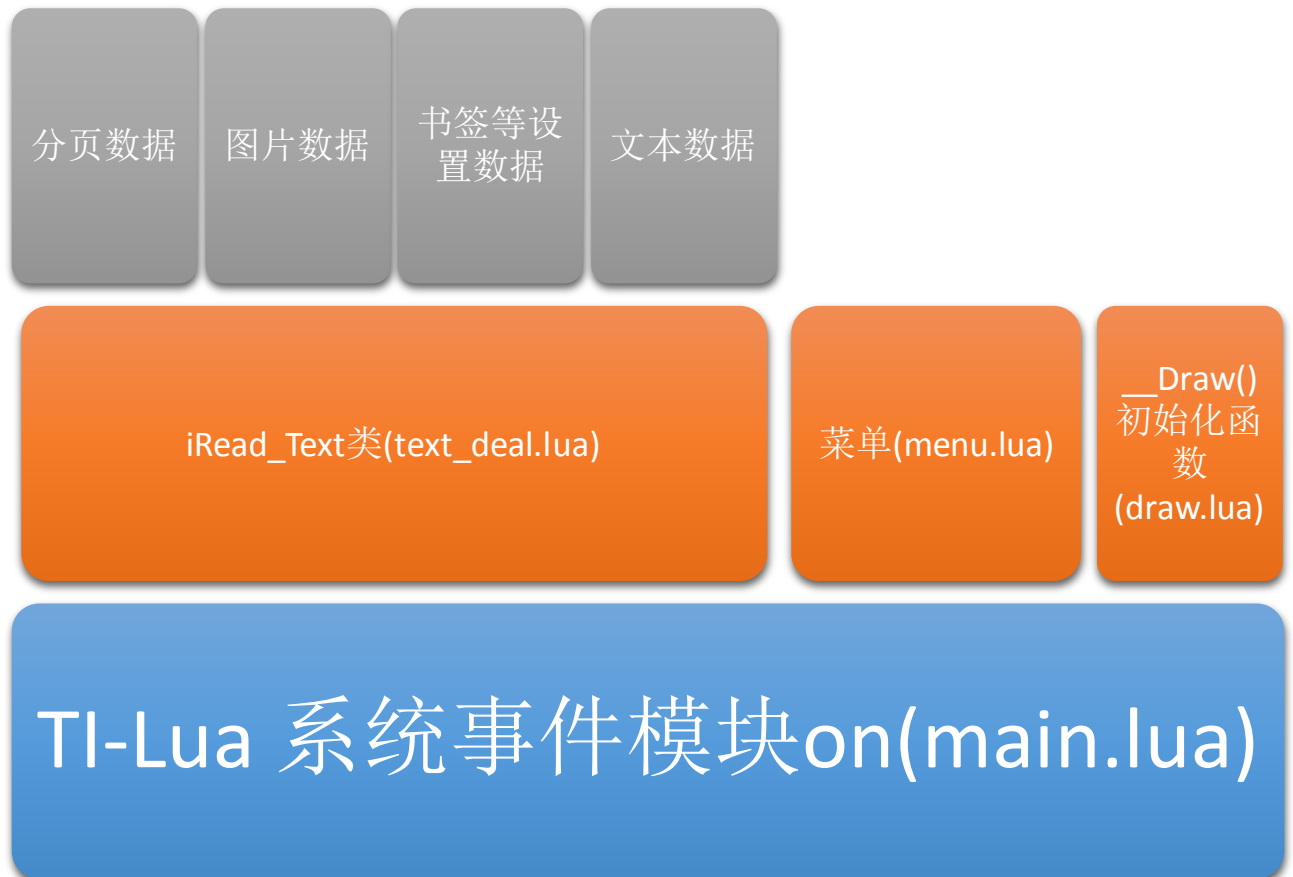 分页数据
图片数据
书签等设
置数据
文本数据
iRead_Text类(text_deal.lua)
菜单(menu.lua)
__Draw()
初始化函
数
(draw.lua)
TI-Lua 系统事件模块on(main.lua)